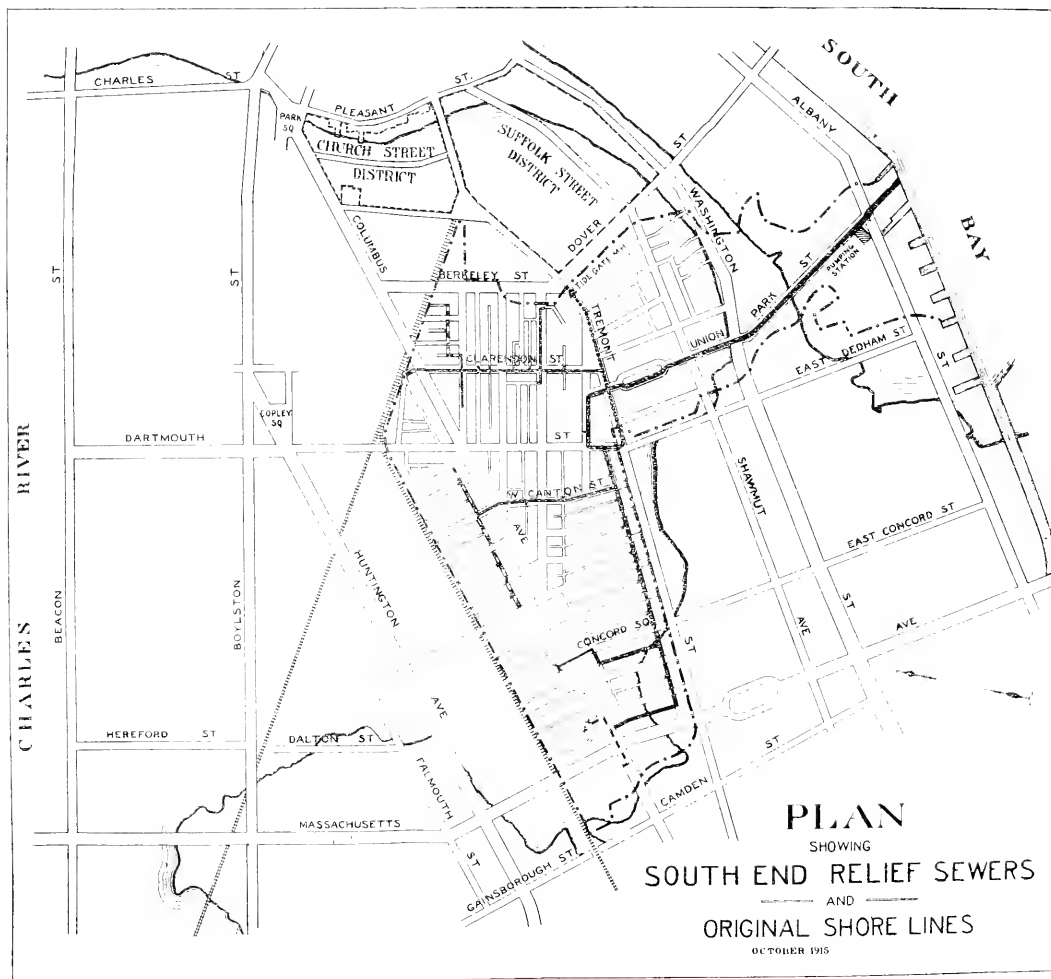 SOUTH
BAY
CHARLES ST
PLEASANT ST.
ALBANY
ST
PARK
SQ
CHURCH STREET
DISTRICT
SUFFOLK STREET
DISTRICT
DOVER ST
WASHINGTON
ST
COLUMBUS
AVE
BERKELEY ST
TIDE GATE M.H.
TREMONT
ST
UNION PARK ST
PUMPING
STATION
CLARENDON ST
EAST DEDHAM ST
COPLEY
SQ
DARTMOUTH ST
CHARLES RIVER
BEACON ST
BOYLSTON ST
HUNTINGTON
AVE
W. CANTON ST.
SHAWMUT
AVE
EAST CONCORD ST
CONCORD SQ
HEREFORD ST
DALTON ST
FALMOUTH
ST
MASSACHUSETTS
AVE
CAMDEN ST
GAINSBOROUGH ST.
PLAN
SHOWING
SOUTH END RELIEF SEWERS
AND
ORIGINAL SHORE LINES
OCTOBER 1915